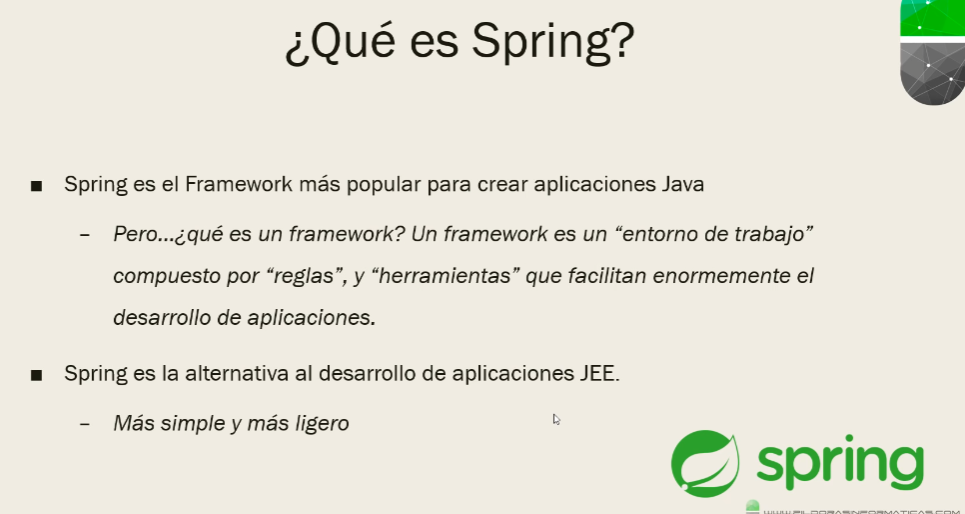 ¿Qué es Spring?
■ Spring es el Framework más popular para crear aplicaciones Java
– Pero...¿qué es un framework? Un framework es un “entorno de trabajo”
compuesto por “reglas”, y “herramientas” que facilitan enormemente el
desarrollo de aplicaciones.
■ Spring es la alternativa al desarrollo de aplicaciones JEE.
– Más simple y más ligero
spring
WWW.PILDORASINFORMATICAS.COM